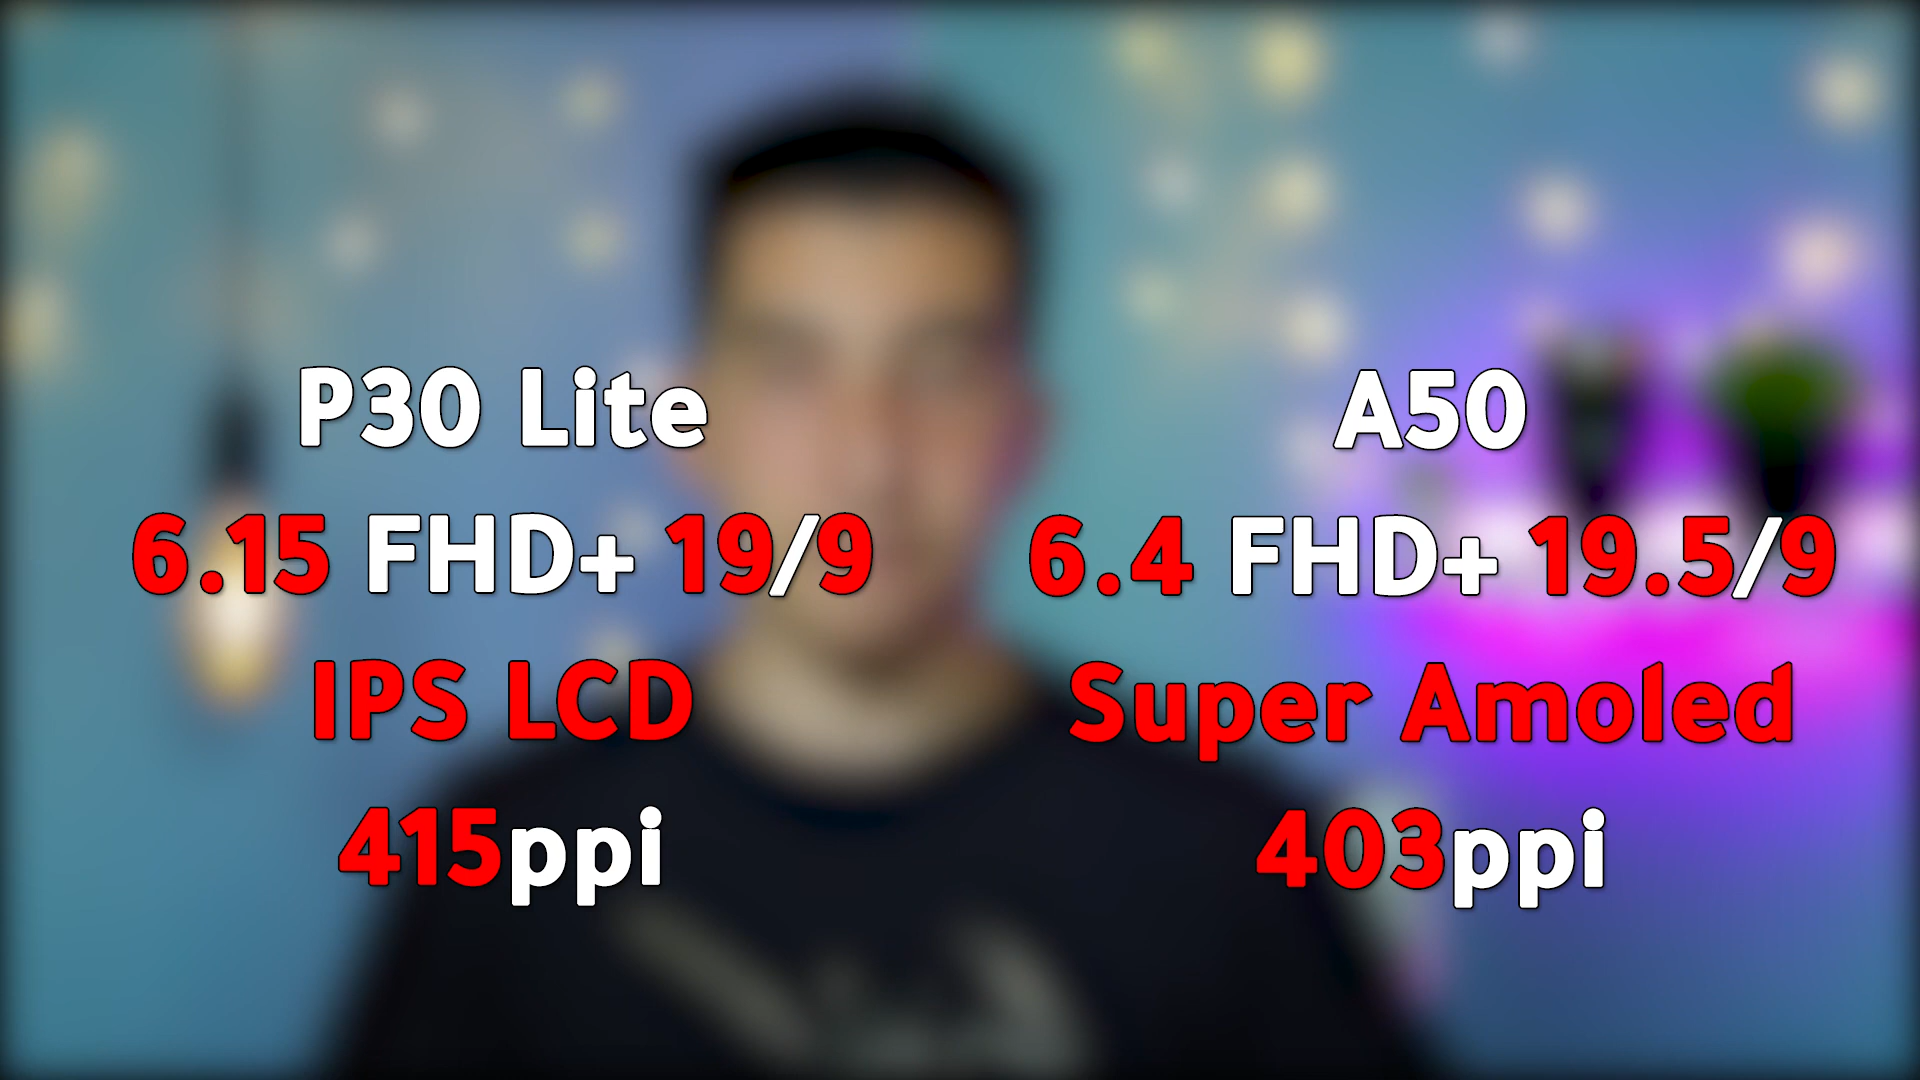 P30 Lite
6.15 FHD+ 19/9
IPS LCD
415ppi
A50
6.4 FHD+ 19.5/9
Super Amoled
403ppi